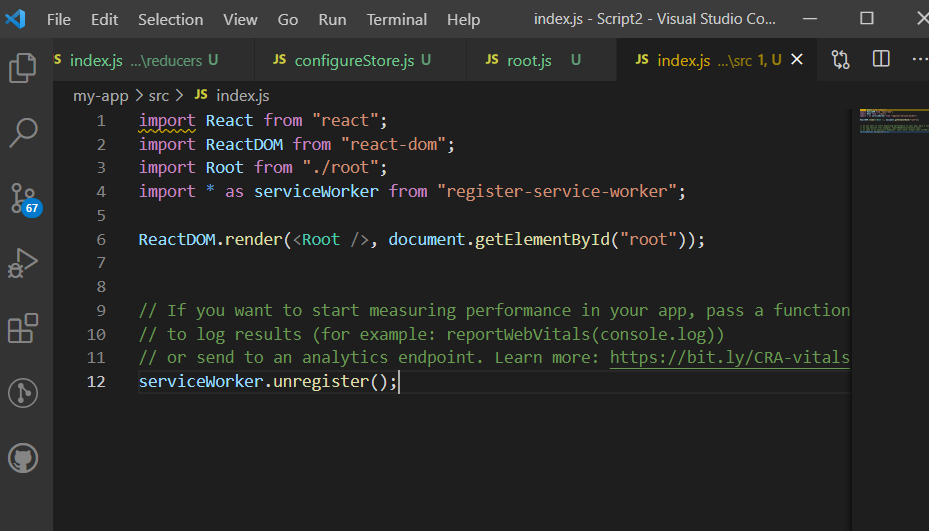 File Edit Selection View Go Run Terminal Help index.js - Script2 - Visual Studio Co...
S index.js ...\reducers U JS configureStore.js U JS root.js U JS index.js ...\src 1, U
my-app > src > JS index.js
1 import React from "react";
2 import ReactDOM from "react-dom";
3 import Root from "./root";
4 import * as serviceWorker from "register-service-worker";
5
6 ReactDOM.render(<Root />, document.getElementById("root"));
7
8
9 // If you want to start measuring performance in your app, pass a function
10 // to log results (for example: reportWebVitals(console.log))
11 // or send to an analytics endpoint. Learn more: https://bit.ly/CRA-vitals
12 serviceWorker.unregister();
67